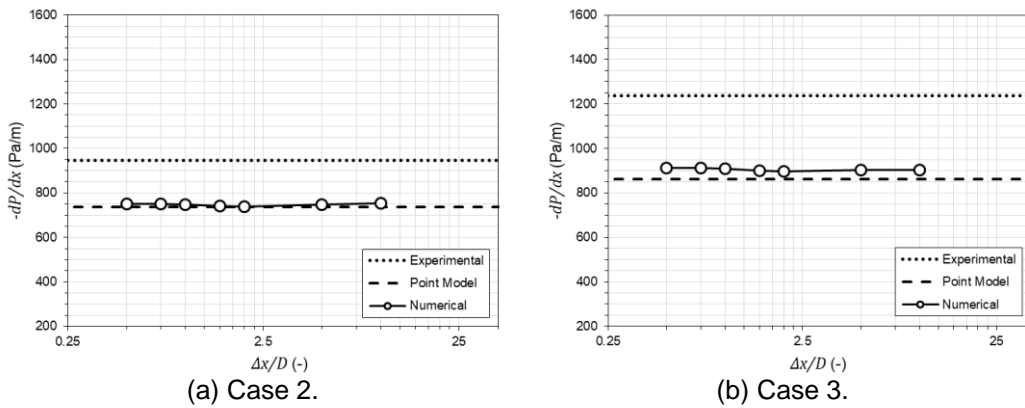 1600
1400
1200
1000
800
600
400
200
-dP/dx (Pa/m)
0.25
2.5
25
Δx/D (-)
Experimental
Point Model
Numerical
(a) Case 2.
1600
1400
1200
1000
800
600
400
200
-dP/dx (Pa/m)
0.25
2.5
25
Δx/D (-)
Experimental
Point Model
Numerical
(b) Case 3.